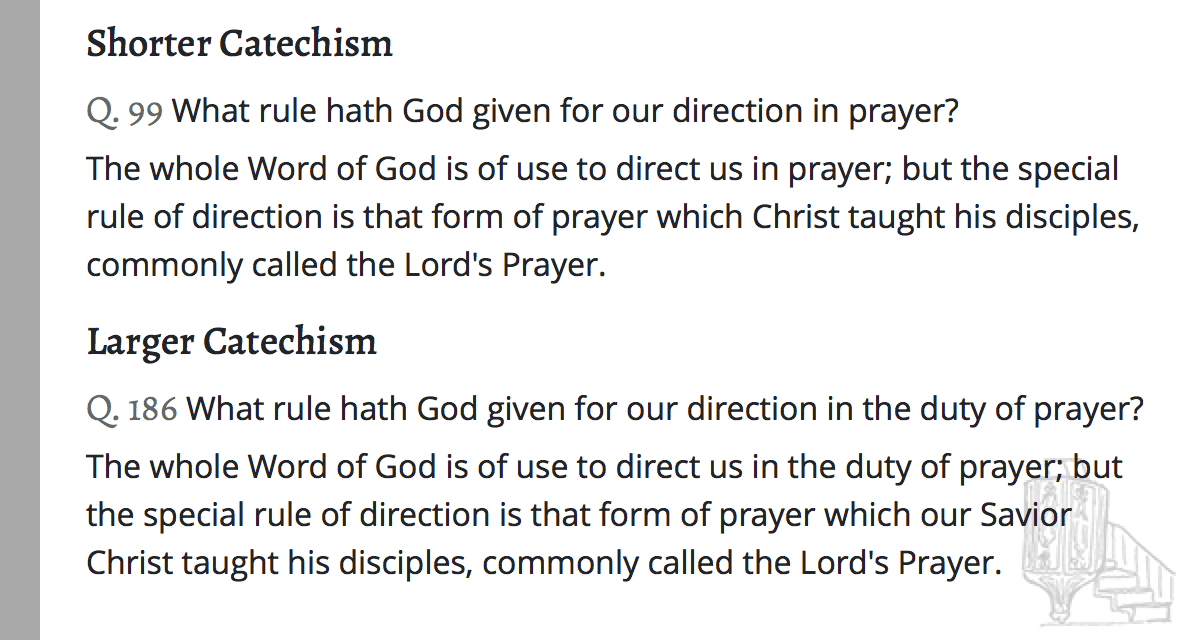 Shorter Catechism
Q. 99 What rule hath God given for our direction in prayer?
The whole Word of God is of use to direct us in prayer; but the special
rule of direction is that form of prayer which Christ taught his disciples,
commonly called the Lord's Prayer.
Larger Catechism
Q. 186 What rule hath God given for our direction in the duty of prayer?
The whole Word of God is of use to direct us in the duty of prayer; but
the special rule of direction is that form of prayer which our Savior
Christ taught his disciples, commonly called the Lord's Prayer.